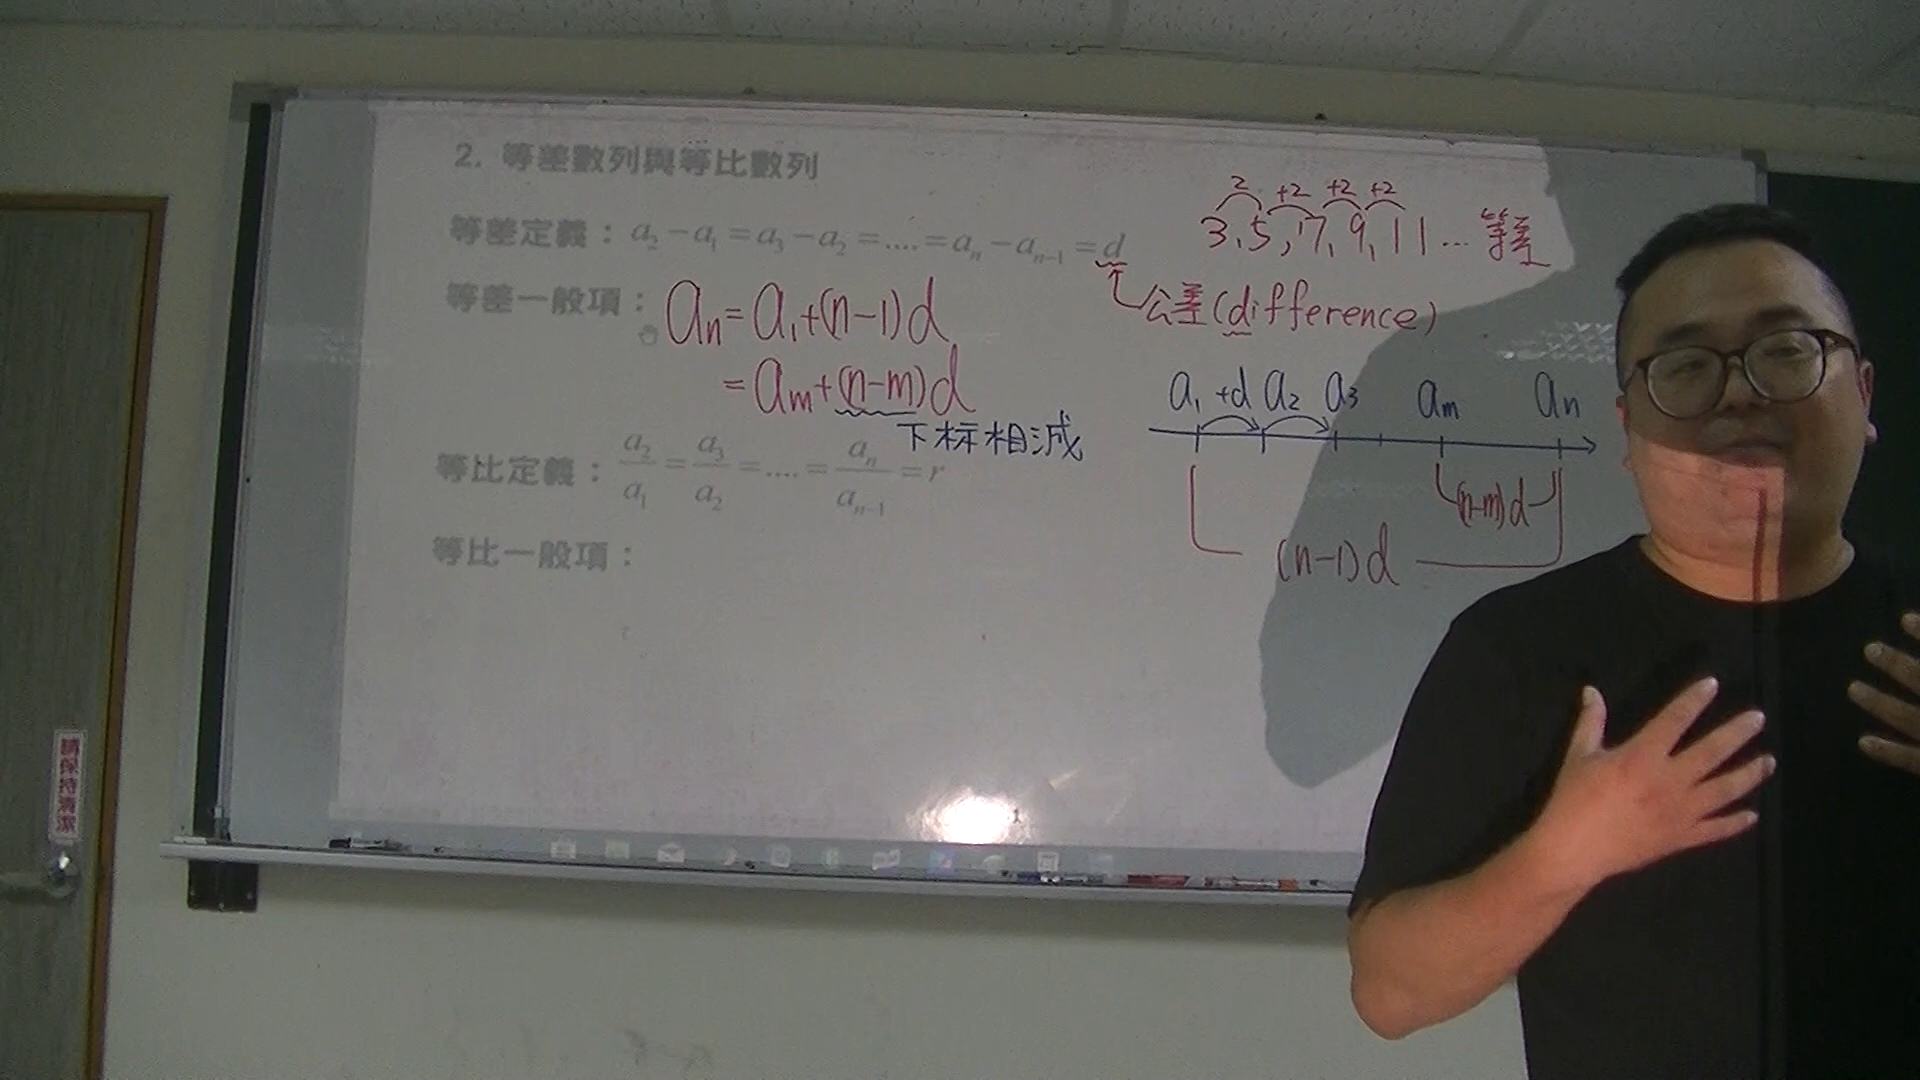 2. 等差數列與等比數列
等差定義：a₂-a₁=a₃-a₂=....=aₙ-aₙ₋₁=d
等差一般項：aₙ=a₁+(n-1)d
=aₘ+(n-m)d
下標相減
等比定義：a₂/a₁=a₃/a₂=....=aₙ/aₙ₋₁=r
等比一般項：
2 +2 +2 +2
3,5,7,9,11... 等差
公差(difference)
a₁ +d a₂ a₃ aₘ aₙ
(n-m)d
(n-1)d
請保持清潔